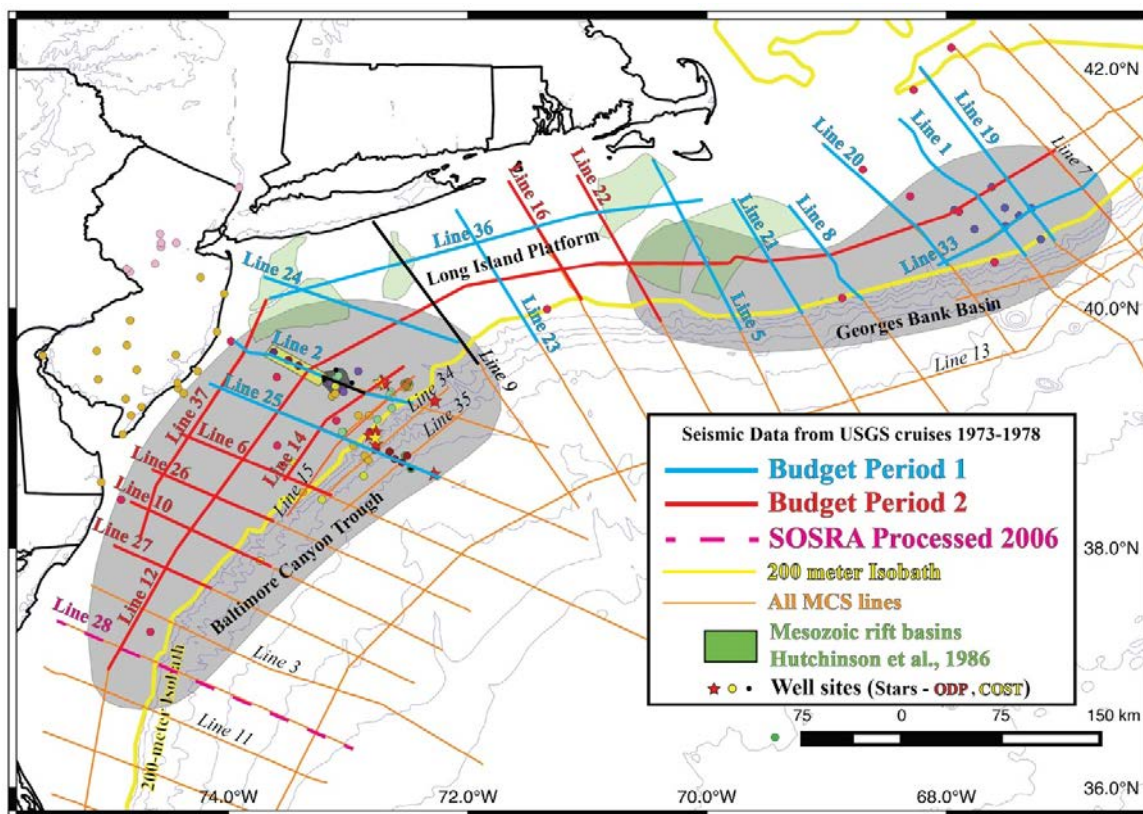 42.0°N
40.0°N
38.0°N
36.0°N
74.0°W
72.0°W
70.0°W
68.0°W
Line 19
Line 1
Line 20
Line 7
Line 22
Line 16
Line 36
Line 21
Line 8
Line 33
Long Island Platform
Line 24
Line 5
Line 23
Georges Bank Basin
Line 2
Line 9
Line 13
Line 25
Line 34
Line 35
Line 37
Line 6
Line 14
Line 15
Line 26
Line 10
Line 27
Line 12
Baltimore Canyon Trough
Line 28
Line 3
Line 11
200-meter Isobath
Seismic Data from USGS cruises 1973-1978
Budget Period 1
Budget Period 2
SOSRA Processed 2006
200 meter Isobath
All MCS lines
Mesozoic rift basins
Hutchinson et al., 1986
Well sites (Stars - ODP, COST)
75 0 75 150 km